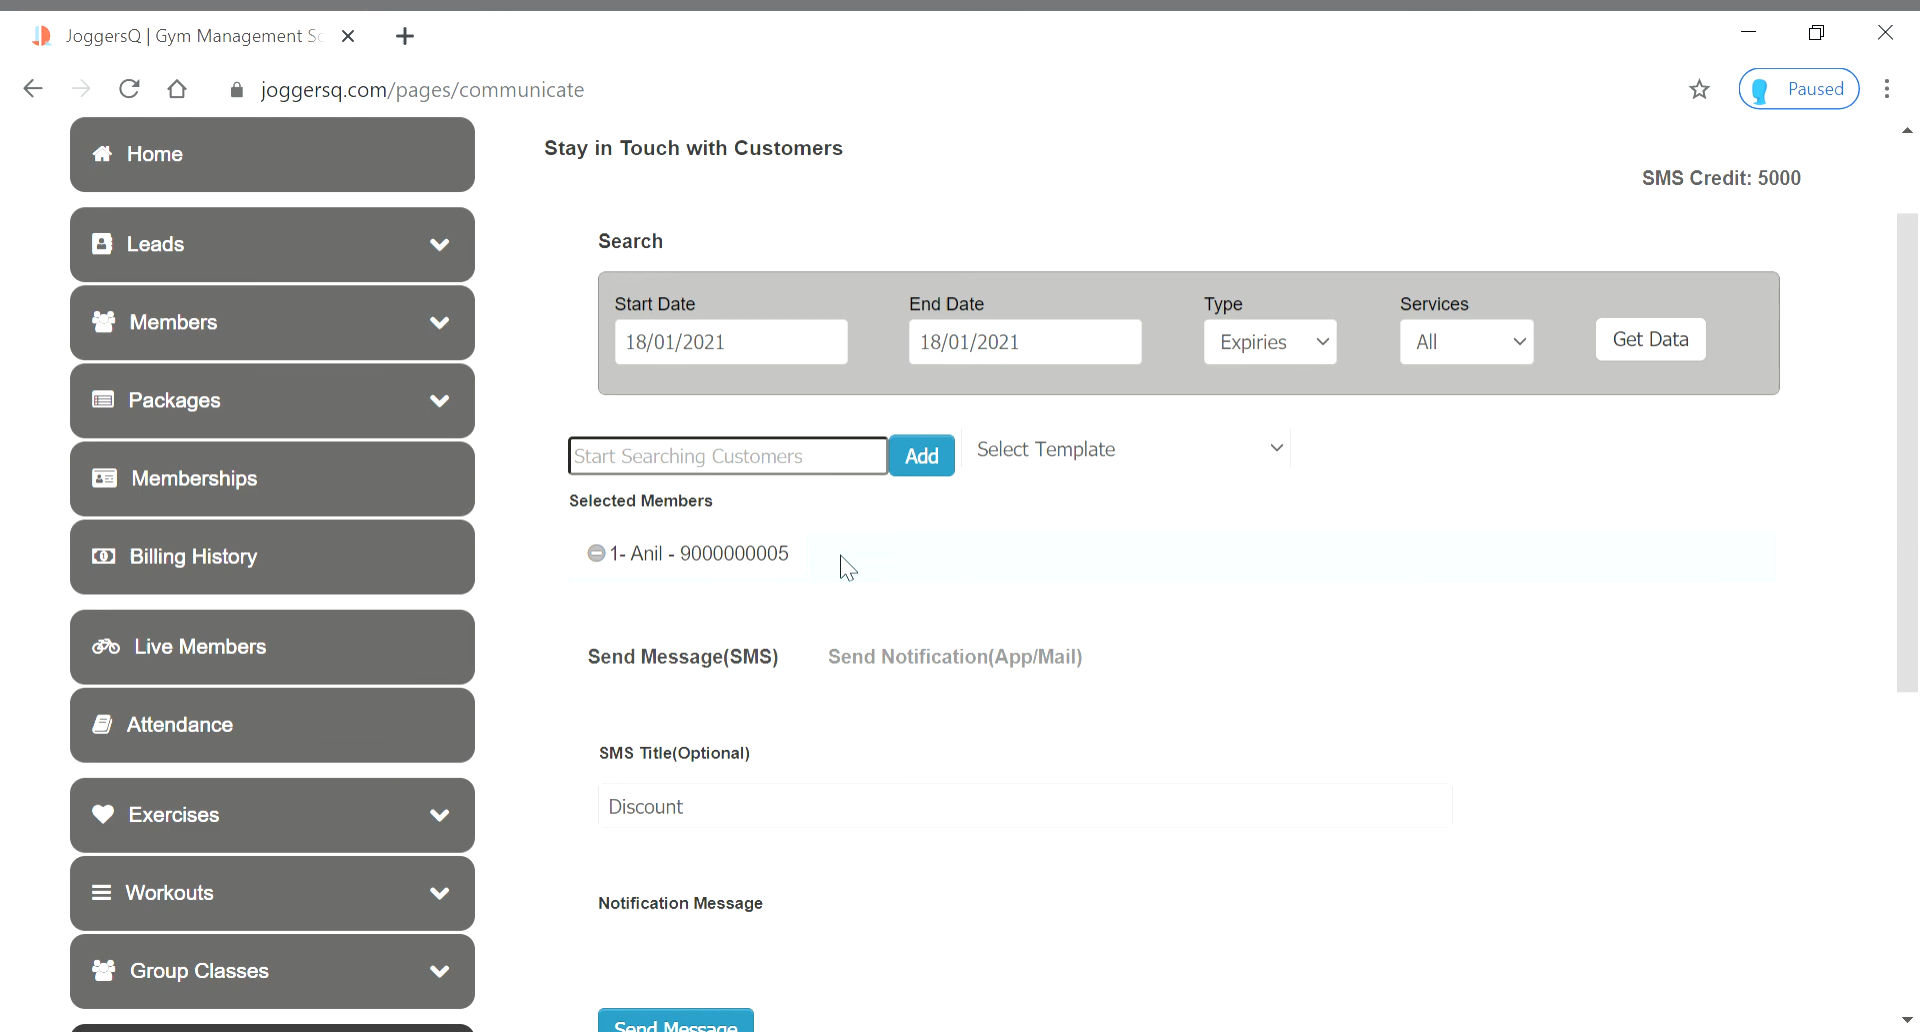 JoggersQ | Gym Management Sc
joggersq.com/pages/communicate
Paused
Home
Leads
Members
Packages
Memberships
Billing History
Live Members
Attendance
Exercises
Workouts
Group Classes
Stay in Touch with Customers
SMS Credit: 5000
Search
Start Date
End Date
Type
Services
18/01/2021
18/01/2021
Expiries
All
Get Data
Start Searching Customers
Add
Select Template
Selected Members
1- Anil - 9000000005
Send Message(SMS)
Send Notification(App/Mail)
SMS Title(Optional)
Discount
Notification Message
Send Message